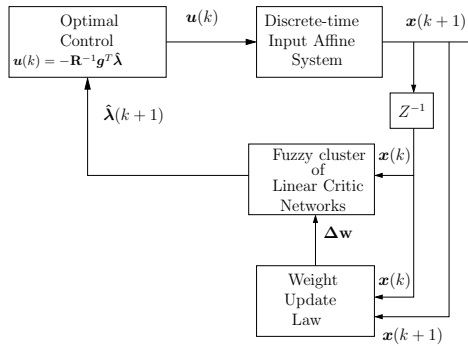 Optimal
Control
u(k) = −R⁻¹gᵀλ̂
u(k)
Discrete-time
Input Affine
System
x(k+1)
Z⁻¹
λ̂(k+1)
Fuzzy cluster
of
Linear Critic
Networks
x(k)
Δw
Weight
Update
Law
x(k)
x(k+1)